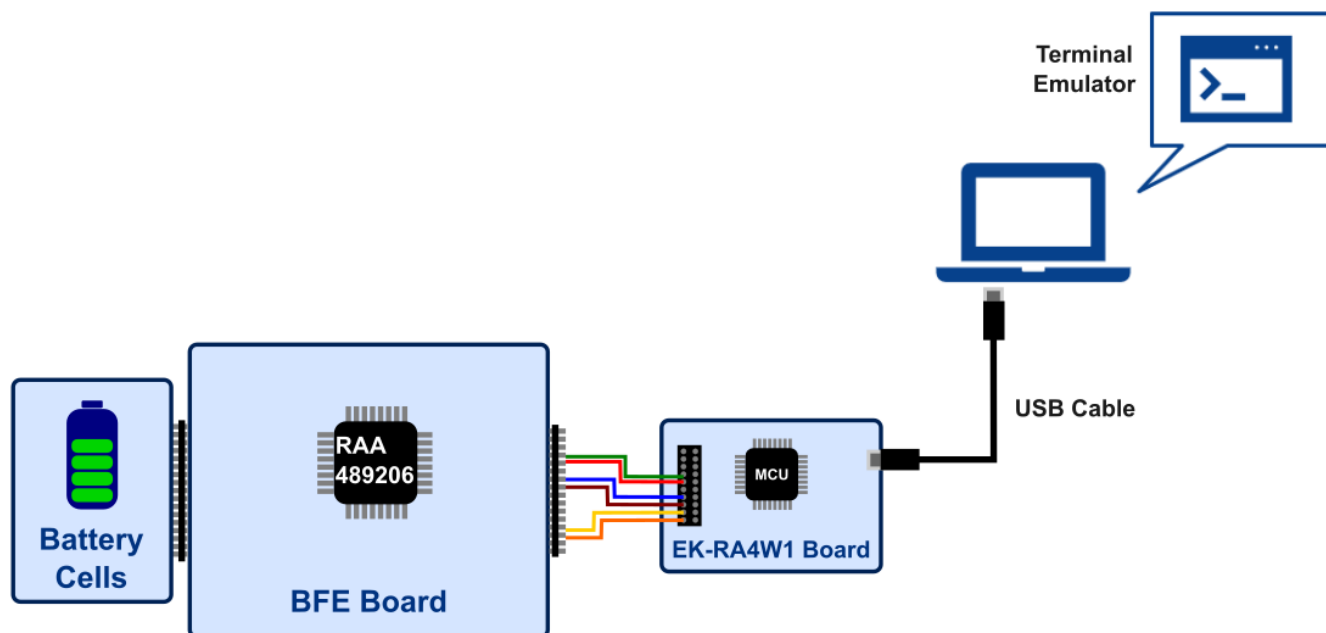 Terminal
Emulator
>_
USB Cable
RAA
489206
MCU
EK-RA4W1 Board
Battery
Cells
BFE Board